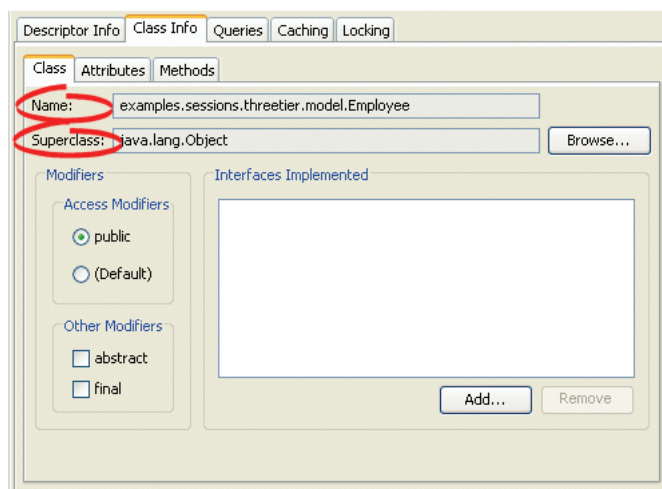 Descriptor Info Class Info Queries Caching Locking
Class Attributes Methods
Name: examples.sessions.threetier.model.Employee
Superclass: java.lang.Object Browse...
Modifiers Interfaces Implemented
Access Modifiers
public
(Default)
Other Modifiers
abstract
final
Add... Remove